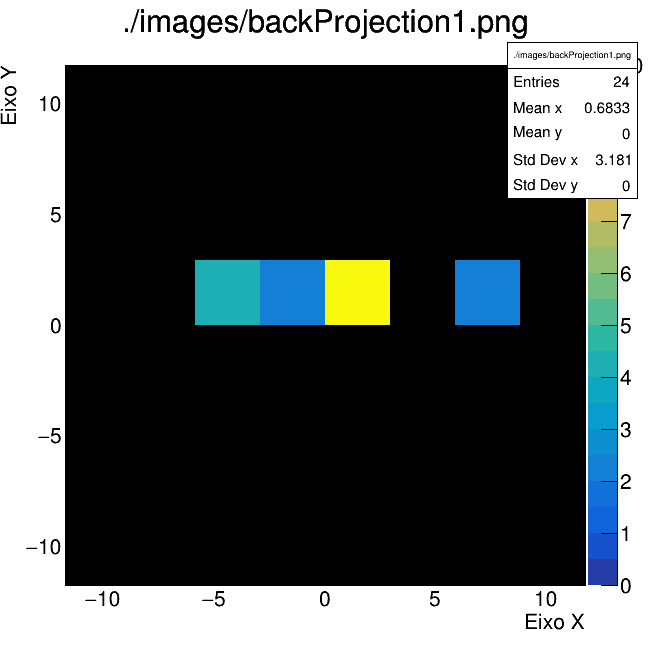 ./images/backProjection1.png
./images/backProjection1.png
Entries 24
Mean x 0.6833
Mean y 0
Std Dev x 3.181
Std Dev y 0
Eixo Y
10
5
0
−5
−10
−10 −5 0 5 10
Eixo X
7
6
5
4
3
2
1
0